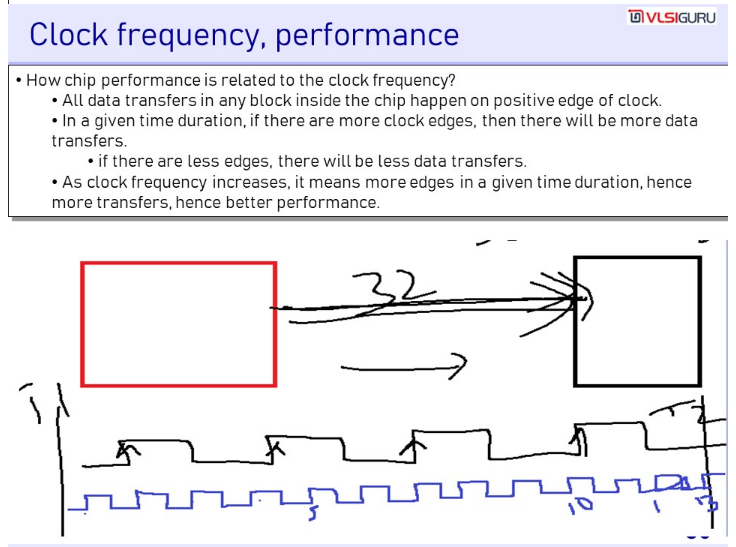 VLSIGURU
Clock frequency, performance
• How chip performance is related to the clock frequency?
• All data transfers in any block inside the chip happen on positive edge of clock.
• In a given time duration, if there are more clock edges, then there will be more data
transfers.
• if there are less edges, there will be less data transfers.
• As clock frequency increases, it means more edges in a given time duration, hence
more transfers, hence better performance.
32
T1
T2
5
10
13